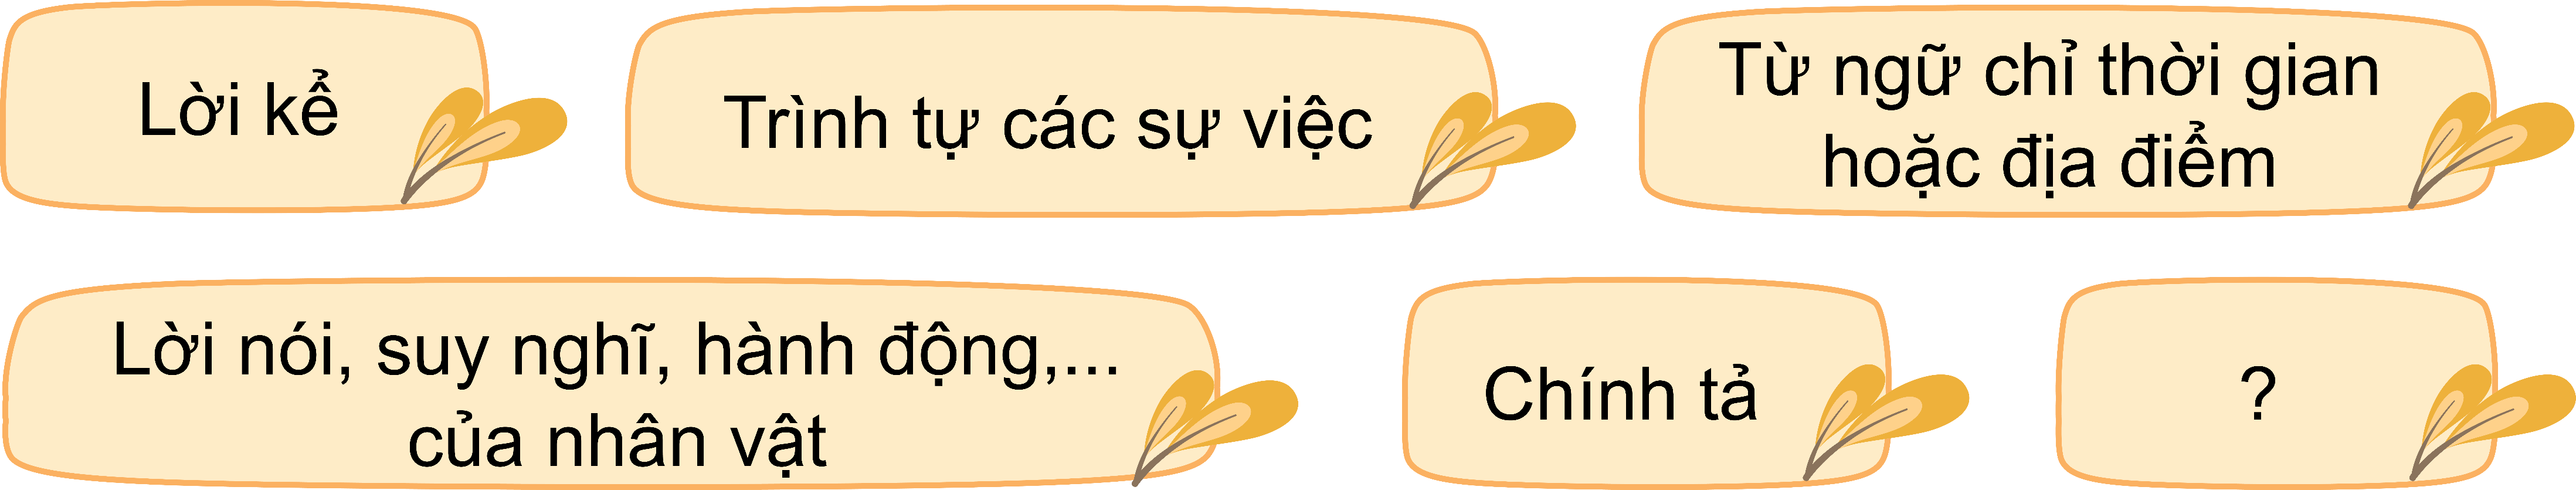 Lời kể
Trình tự các sự việc
Từ ngữ chỉ thời gian
hoặc địa điểm
Lời nói, suy nghĩ, hành động,...
của nhân vật
Chính tả
?